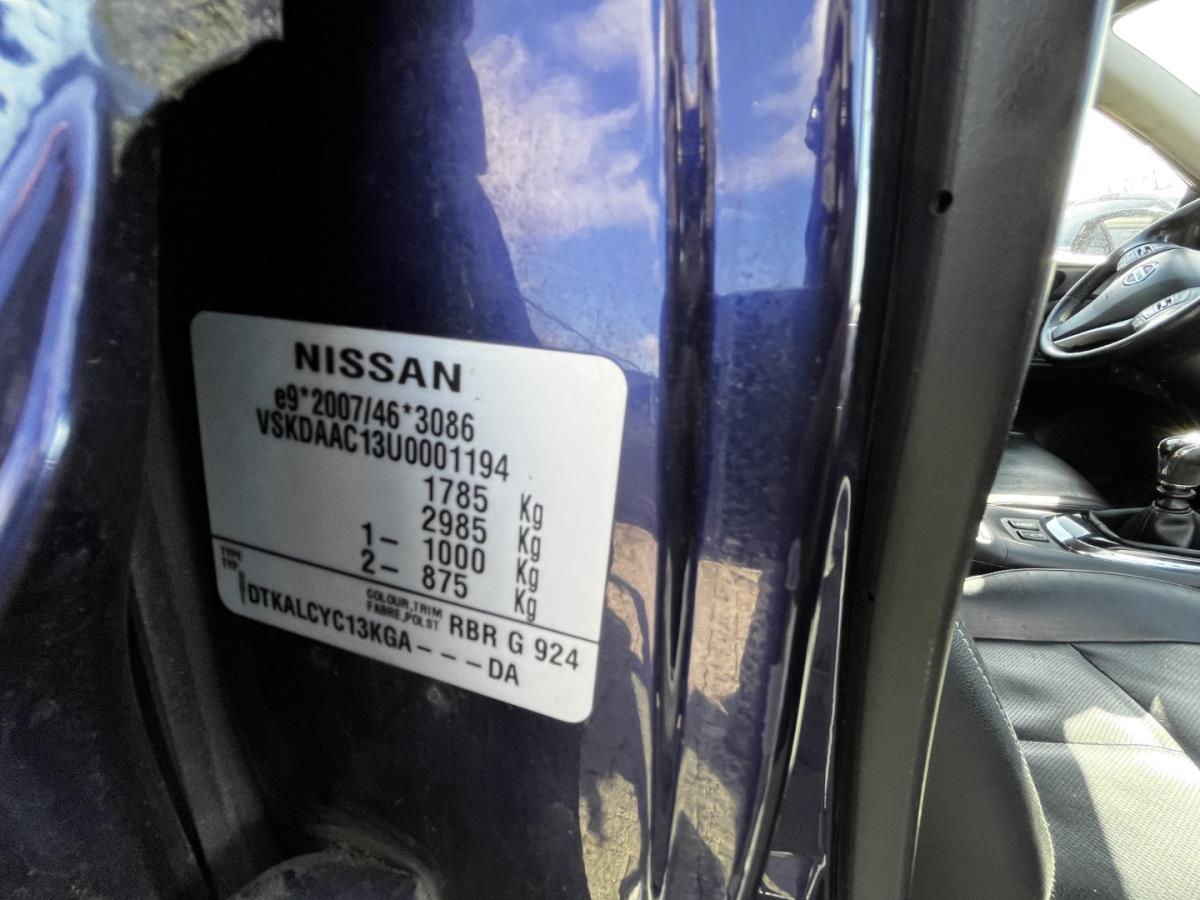 NISSAN
e9*2007/46*3086
VSKDAAC13U0001194
1785 Kg
2985 Kg
1- 1000 Kg
2- 875 Kg
TYPE
TYP
COLOUR,TRIM
FABRE,POLST
RBR G 924
DTKALCYC13KGA---DA